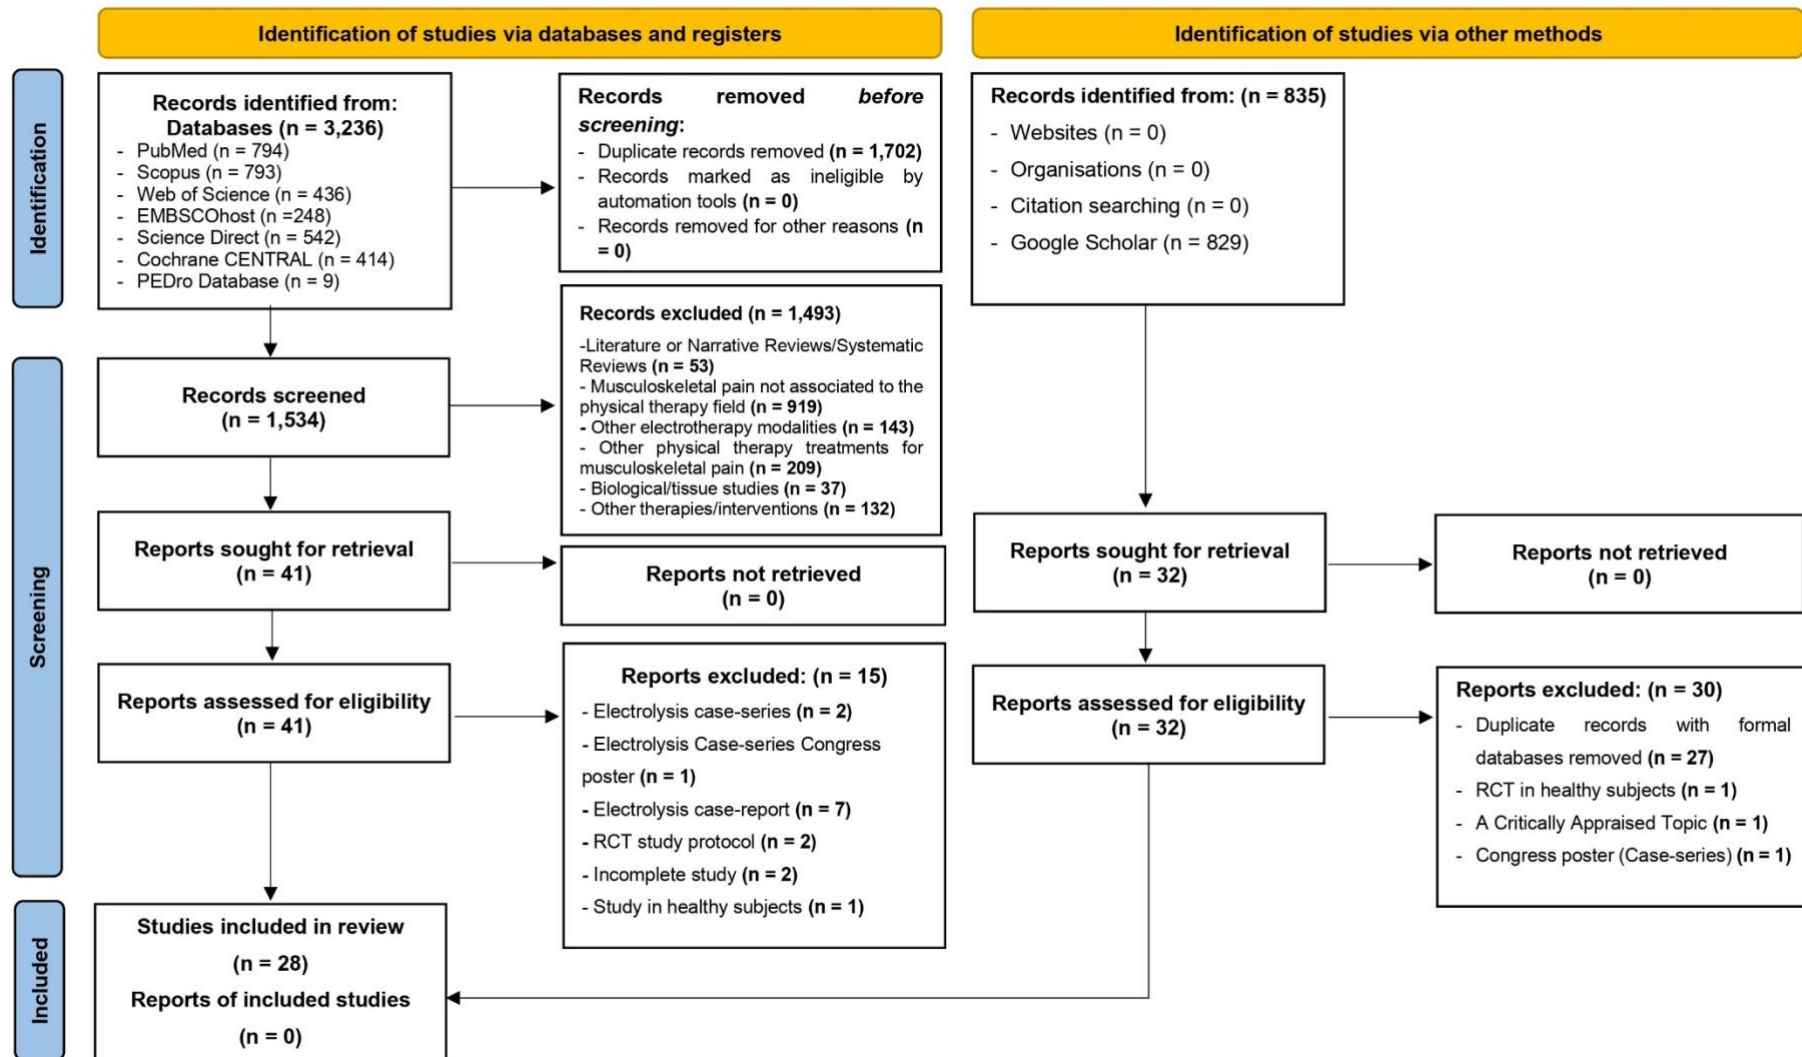 Identification of studies via databases and registers
Identification of studies via other methods
Identification
Records identified from:
Databases (n = 3,236)
- PubMed (n = 794)
- Scopus (n = 793)
- Web of Science (n = 436)
- EMBSCOhost (n =248)
- Science Direct (n = 542)
- Cochrane CENTRAL (n = 414)
- PEDro Database (n = 9)
Records removed before
screening:
- Duplicate records removed (n = 1,702)
- Records marked as ineligible by
automation tools (n = 0)
- Records removed for other reasons (n
= 0)
Records identified from: (n = 835)
- Websites (n = 0)
- Organisations (n = 0)
- Citation searching (n = 0)
- Google Scholar (n = 829)
Screening
Records screened
(n = 1,534)
Records excluded (n = 1,493)
-Literature or Narrative Reviews/Systematic
Reviews (n = 53)
- Musculoskeletal pain not associated to the
physical therapy field (n = 919)
- Other electrotherapy modalities (n = 143)
- Other physical therapy treatments for
musculoskeletal pain (n = 209)
- Biological/tissue studies (n = 37)
- Other therapies/interventions (n = 132)
Reports sought for retrieval
(n = 41)
Reports not retrieved
(n = 0)
Reports sought for retrieval
(n = 32)
Reports not retrieved
(n = 0)
Reports assessed for eligibility
(n = 41)
Reports excluded: (n = 15)
- Electrolysis case-series (n = 2)
- Electrolysis Case-series Congress
poster (n = 1)
- Electrolysis case-report (n = 7)
- RCT study protocol (n = 2)
- Incomplete study (n = 2)
- Study in healthy subjects (n = 1)
Reports assessed for eligibility
(n = 32)
Reports excluded: (n = 30)
- Duplicate records with formal
databases removed (n = 27)
- RCT in healthy subjects (n = 1)
- A Critically Appraised Topic (n = 1)
- Congress poster (Case-series) (n = 1)
Included
Studies included in review
(n = 28)
Reports of included studies
(n = 0)